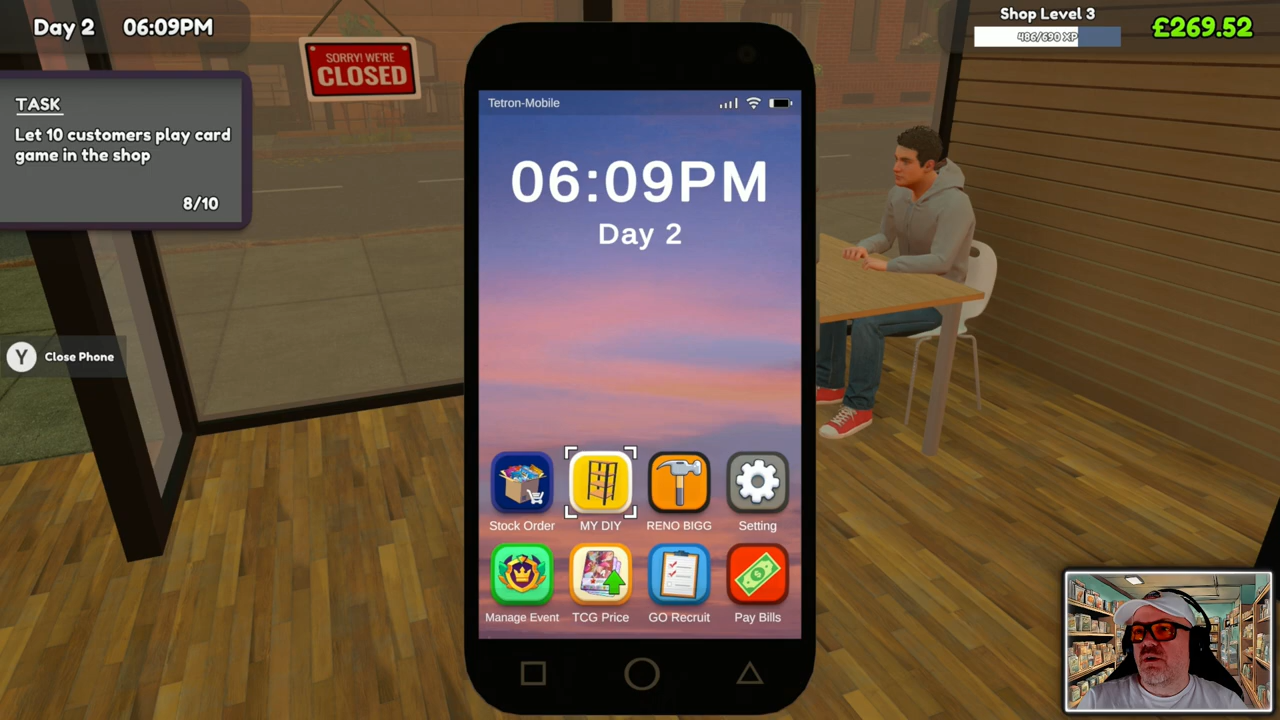 Day 2 06:09PM
SORRY! WE'RE
CLOSED
Shop Level 3
486/690 XP
£269.52
TASK
Let 10 customers play card
game in the shop
8/10
Y Close Phone
Tetron-Mobile
06:09PM
Day 2
Stock Order MY DIY RENO BIGG Setting
Manage Event TCG Price GO Recruit Pay Bills